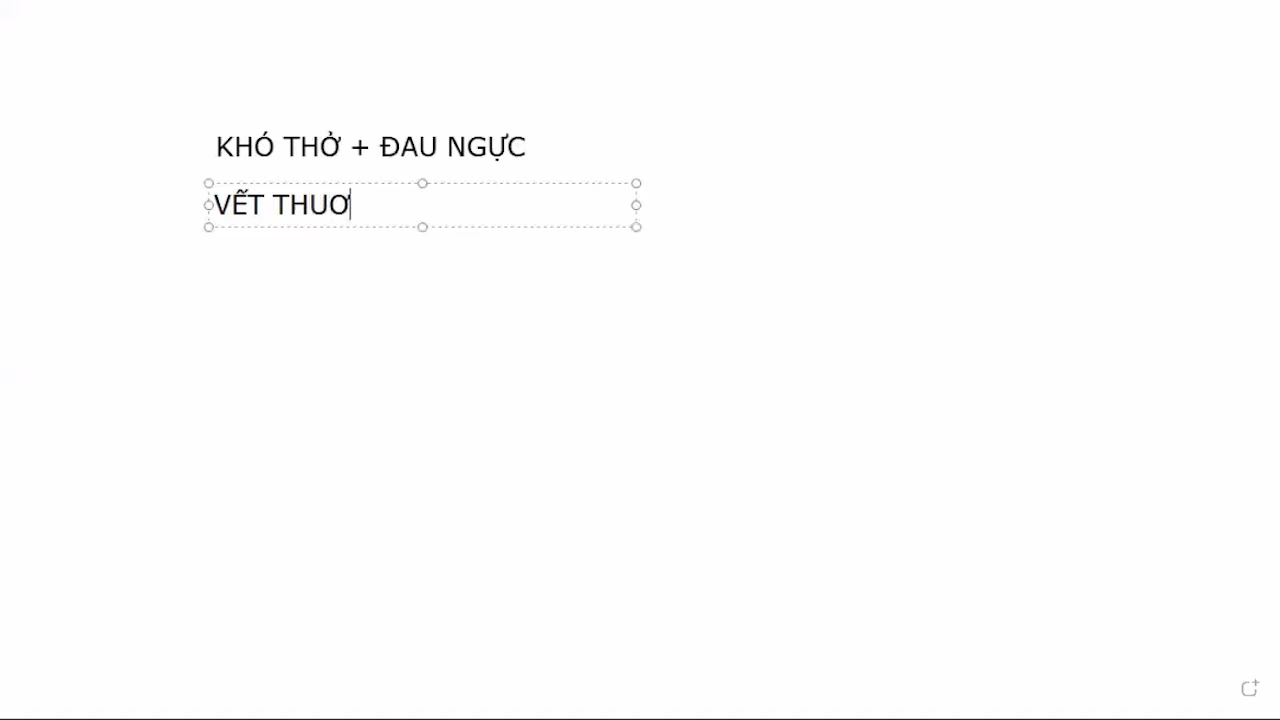 KHÓ THỞ + ĐAU NGỰC
VẾT THUƠ